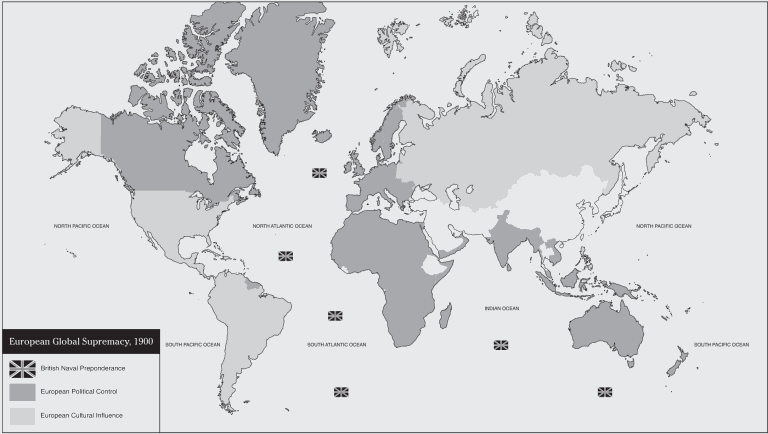 NORTH PACIFIC OCEAN
NORTH ATLANTIC OCEAN
NORTH PACIFIC OCEAN
INDIAN OCEAN
SOUTH PACIFIC OCEAN
SOUTH ATLANTIC OCEAN
SOUTH PACIFIC OCEAN
European Global Supremacy, 1900
British Naval Preponderance
European Political Control
European Cultural Influence